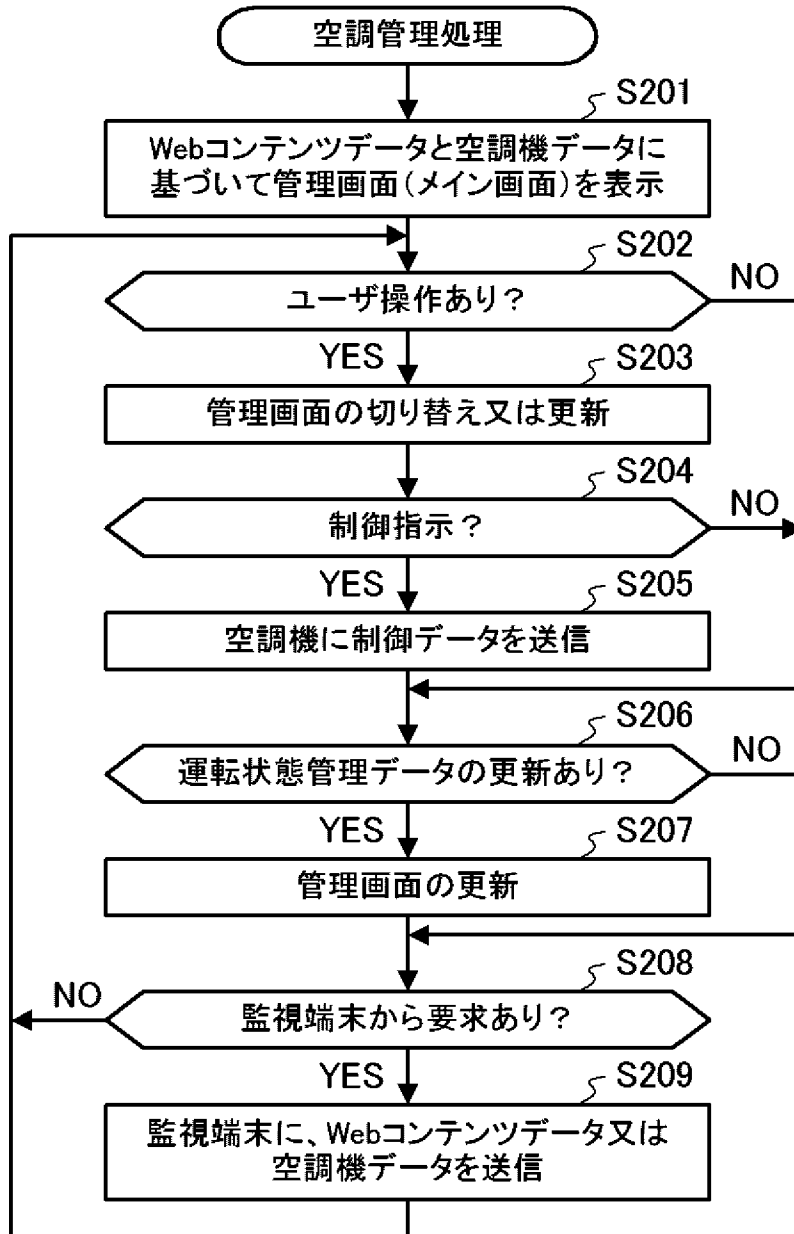 空調管理処理
S201
Webコンテンツデータと空調機データに
基づいて管理画面(メイン画面)を表示
S202
ユーザ操作あり?
NO
YES
S203
管理画面の切り替え又は更新
S204
制御指示?
NO
YES
S205
空調機に制御データを送信
S206
運転状態管理データの更新あり?
NO
YES
S207
管理画面の更新
S208
監視端末から要求あり?
NO
YES
S209
監視端末に、Webコンテンツデータ又は
空調機データを送信